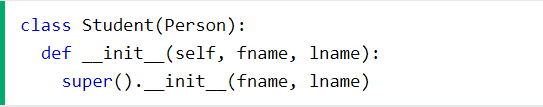 class Student(Person):
  def __init__(self, fname, lname):
    super().__init__(fname, lname)